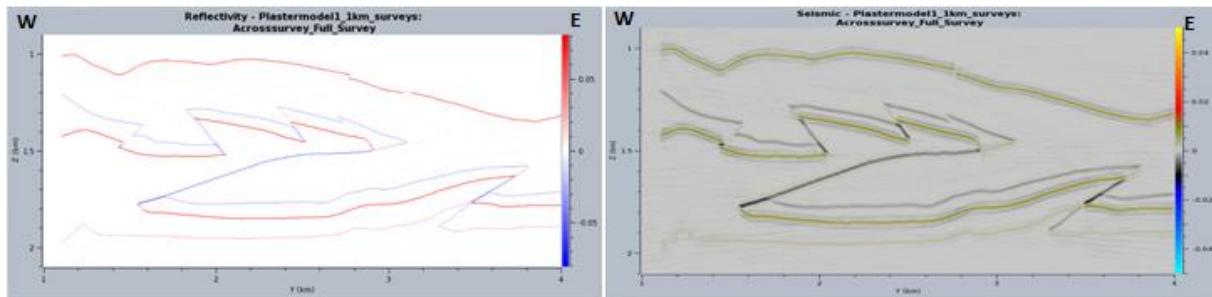 W
E
Reflectivity - Plastermodel1_1km_surveys:
Acrosssurvey_Full_Survey
1
1.5
2
Z (km)
1
2
3
4
Y (km)
0.05
0
-0.05
W
E
Seismic - Plastermodel1_1km_surveys:
Acrosssurvey_Full_Survey
1
1.5
2
Z (km)
1
2
3
4
Y (km)
0.04
0.02
0
-0.02
-0.04